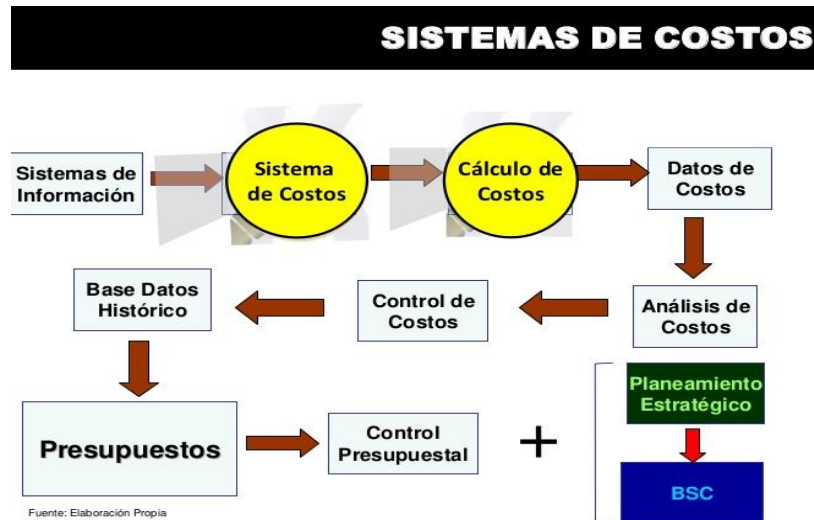 SISTEMAS DE COSTOS
Sistemas de
Información
Sistema
de Costos
Cálculo de
Costos
Datos de
Costos
Base Datos
Histórico
Control de
Costos
Análisis de
Costos
Presupuestos
Control
Presupuestal
+
Planeamiento
Estratégico
BSC
Fuente: Elaboración Propia